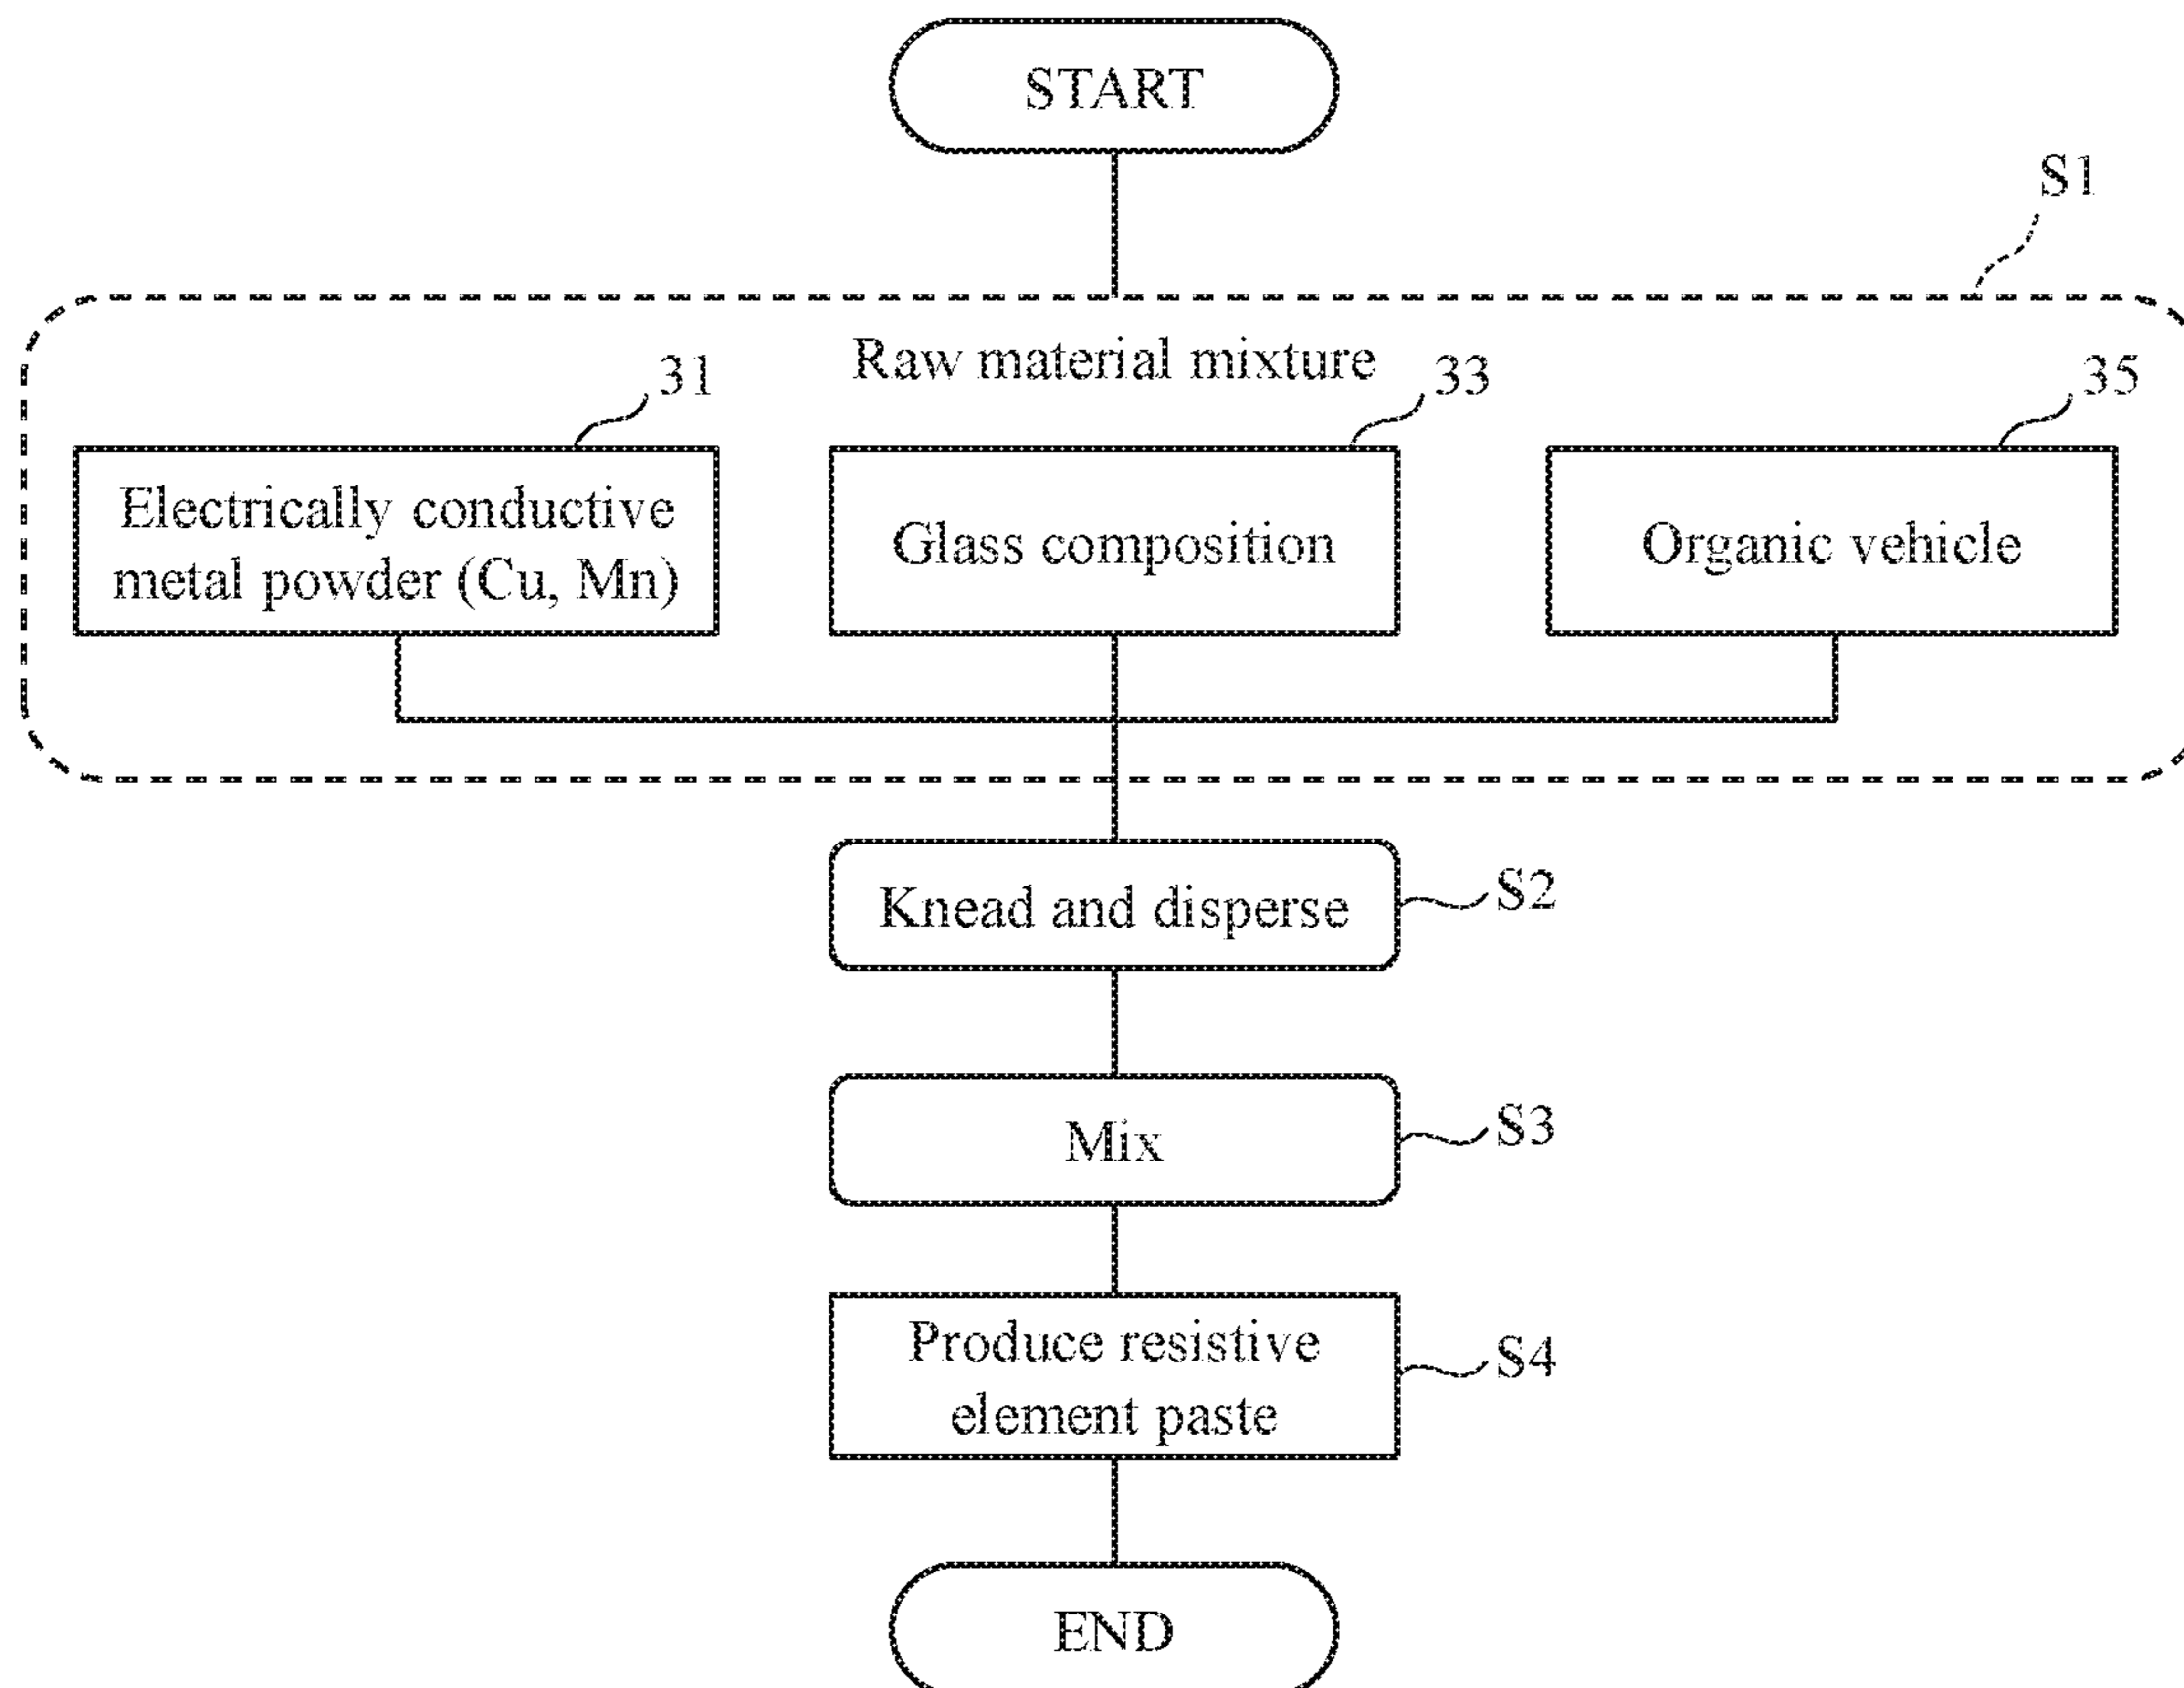 START
S1
Raw material mixture
31
33
35
Electrically conductive
metal powder (Cu, Mn)
Glass composition
Organic vehicle
Knead and disperse
S2
Mix
S3
Produce resistive
element paste
S4
END